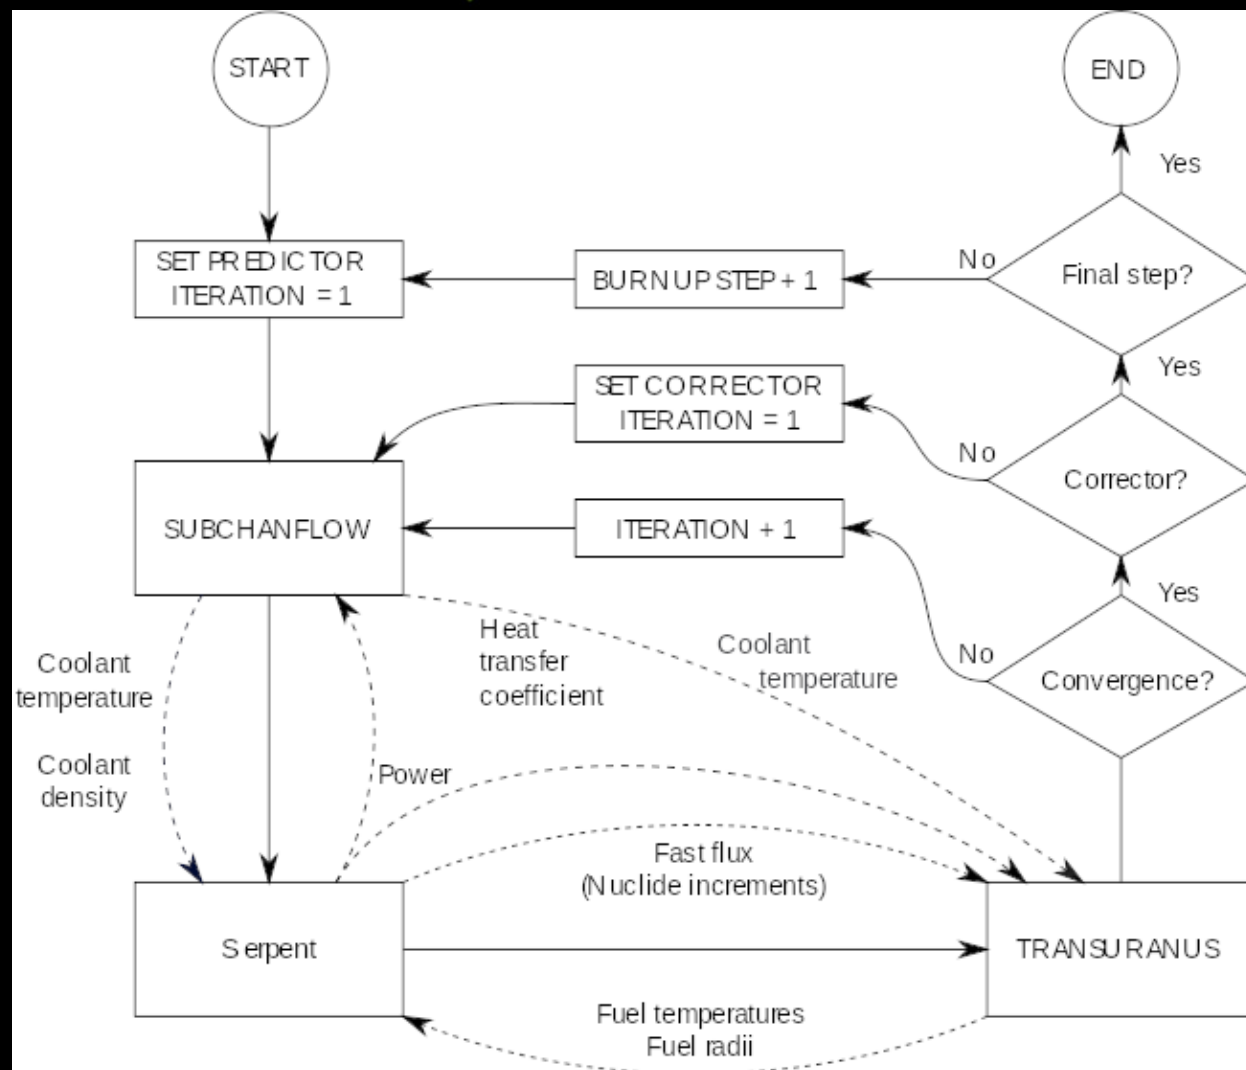 START
END
Yes
SET PREDICTOR
ITERATION = 1
BURNUP STEP + 1
No
Final step?
Yes
SET CORRECTOR
ITERATION = 1
No
Corrector?
SUBCHANFLOW
ITERATION + 1
Yes
No
Convergence?
Heat
transfer
coefficient
Coolant
temperature
Coolant
temperature
Coolant
density
Power
Fast flux
(Nuclide increments)
Serpent
TRANSURANUS
Fuel temperatures
Fuel radii